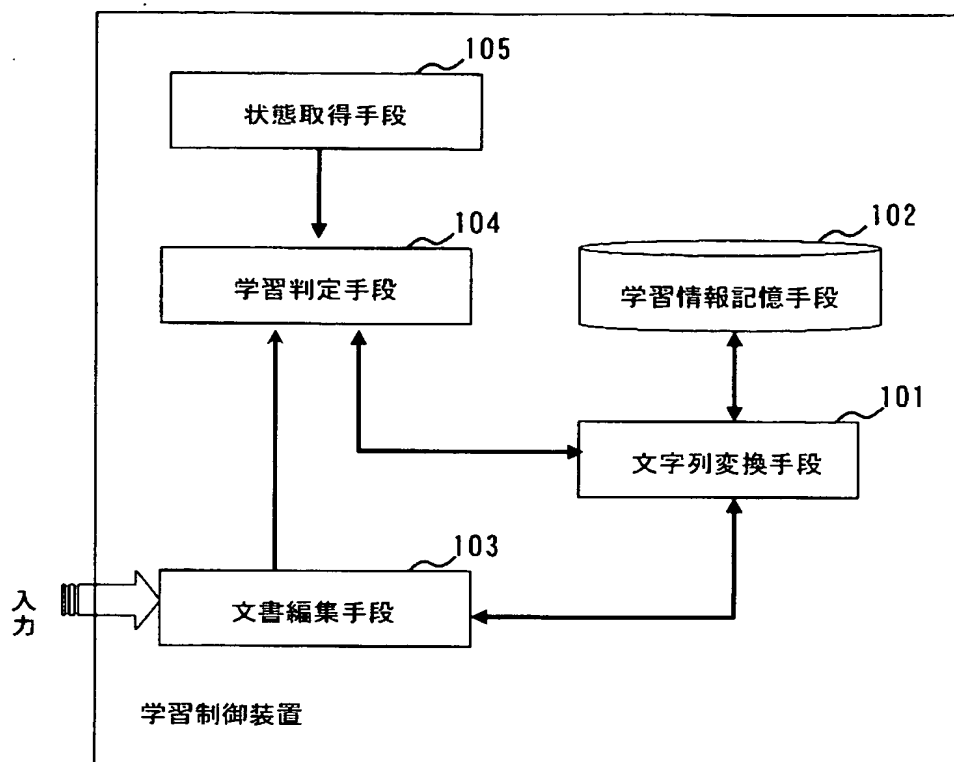 105
状態取得手段
104
学習判定手段
102
学習情報記憶手段
101
文字列変換手段
103
文書編集手段
入力
学習制御装置